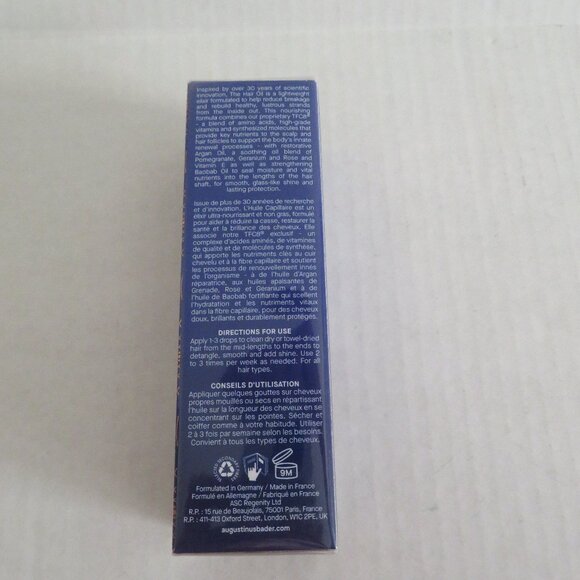 Inspired by over 30 years of scientific
innovation, The Hair Oil is a lightweight
elixir formulated to help reduce breakage
and rebuild healthy, lustrous strands
from the inside out. This nourishing
formula combines our proprietary TFC8®
- a blend of amino acids, high-grade
vitamins and synthesized molecules that
provide key nutrients to the scalp and
hair follicles to support the body's innate
renewal processes - with restorative
Argan Oil, a soothing oil blend of
Pomegranate, Geranium and Rose and
Vitamin E as well as strengthening
Baobab Oil to seal moisture and vital
nutrients into the lengths of the hair
shaft, for smooth, glass-like shine and
lasting protection.
Issue de plus de 30 années de recherche
et d'innovation, L'Huile Capillaire est un
elixir ultra-nourrissant et non gras, formulé
pour aider à réduire la casse, restaurer la
santé et la brillance des cheveux. Elle
associe notre TFC8® exclusif - un
complexe d'acides aminés, de vitamines
de qualité et de molécules de synthèse,
qui apporte les nutriments clés au cuir
chevelu et à la fibre capillaire et soutient
les processus de renouvellement innés
de l'organisme - à de l'huile d'Argan
réparatrice, aux huiles apaisantes de
Grenade, Rose et Geranium et à de
l'huile de Baobab fortifiante qui scellent
l'hydratation et les nutriments vitaux
dans la fibre capillaire, pour des cheveux
doux, brillants et durablement protégés.
DIRECTIONS FOR USE
Apply 1-3 drops to clean dry or towel-dried
hair from the mid-lengths to the ends to
detangle, smooth and add shine. Use 2
to 3 times per week as needed. For all
hair types.
CONSEILS D'UTILISATION
Appliquer quelques gouttes sur cheveux
propres mouillés ou secs en répartissant
l'huile sur la longueur des cheveux en se
concentrant sur les pointes. Sécher et
coiffer comme à votre habitude. Utiliser
2 à 3 fois par semaine selon les besoins.
Convient à tous les types de cheveux.
9M
Formulated in Germany / Made in France
Formulé en Allemagne / Fabriqué en France
ASC Regenity Ltd
R.P. : 15 rue de Beaujolais, 75001 Paris, France
R.P. : 411-413 Oxford Street, London, W1C 2PE, UK
augustinusbader.com